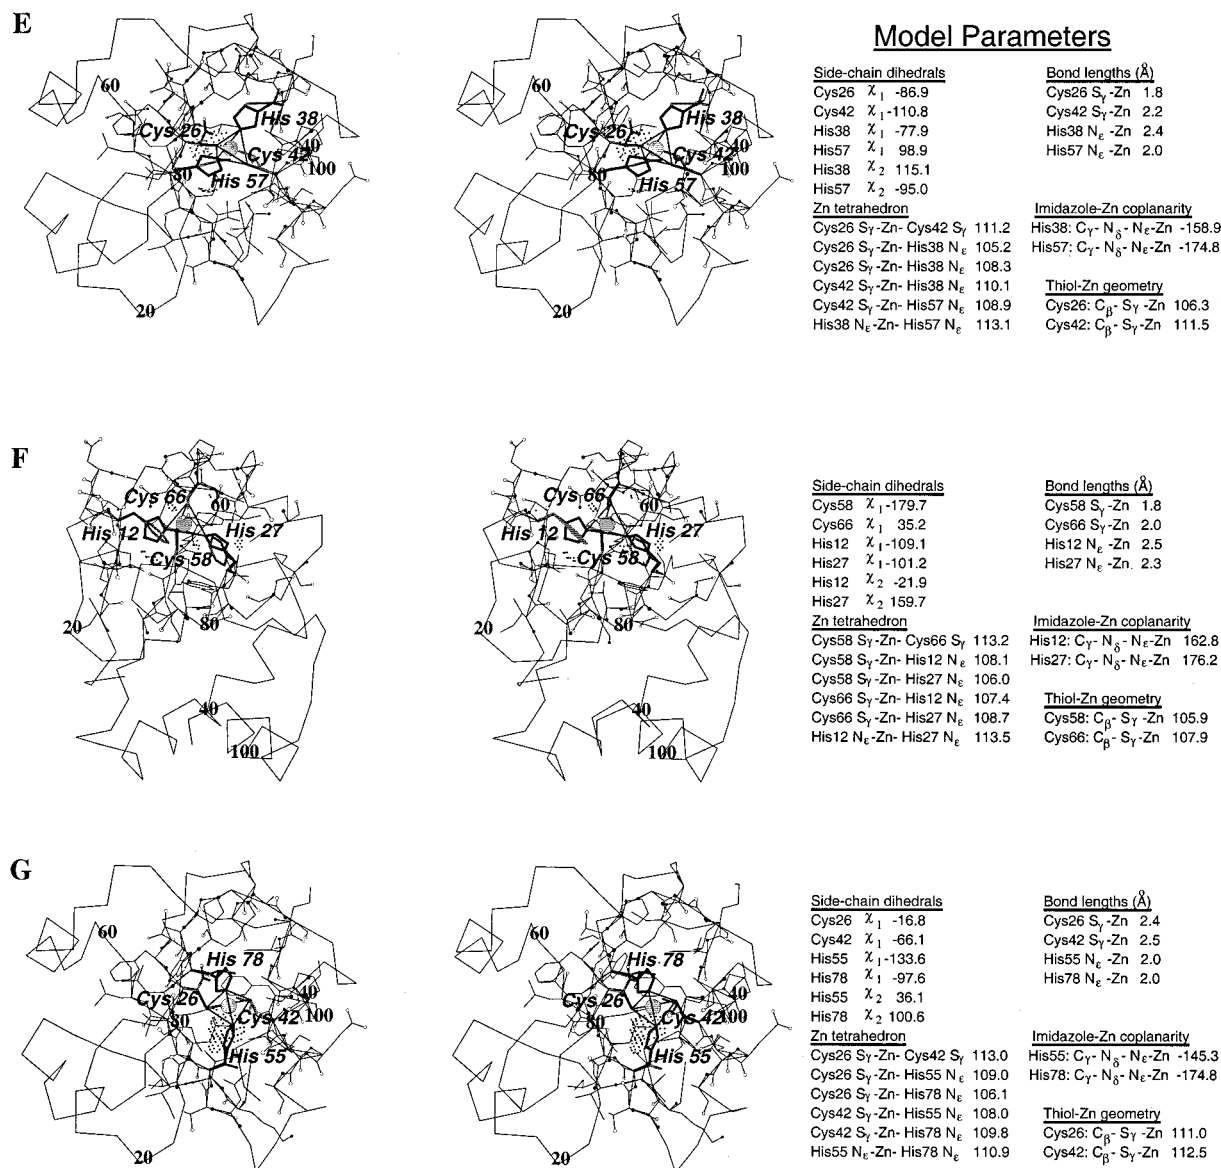 E
60
His 38
Cys 26
Cys 42
40
100
80
His 57
20
60
His 38
Cys 26
Cys 42
40
100
80
His 57
20
Model Parameters
Side-chain dihedrals
Cys26 χ1 -86.9
Cys42 χ1 -110.8
His38 χ1 -77.9
His57 χ1 98.9
His38 χ2 115.1
His57 χ2 -95.0
Bond lengths (Å)
Cys26 Sγ-Zn 1.8
Cys42 Sγ-Zn 2.2
His38 Nε-Zn 2.4
His57 Nε-Zn 2.0
Zn tetrahedron
Cys26 Sγ-Zn- Cys42 Sγ 111.2
Cys26 Sγ-Zn- His38 Nε 105.2
Cys26 Sγ-Zn- His38 Nε 108.3
Cys42 Sγ-Zn- His38 Nε 110.1
Cys42 Sγ-Zn- His57 Nε 108.9
His38 Nε-Zn- His57 Nε 113.1
Imidazole-Zn coplanarity
His38: Cγ- Nδ- Nε-Zn -158.9
His57: Cγ- Nδ- Nε-Zn -174.8
Thiol-Zn geometry
Cys26: Cβ- Sγ-Zn 106.3
Cys42: Cβ- Sγ-Zn 111.5
F
Cys 66
60
His 12
His 27
Cys 58
20
80
40
100
Cys 66
60
His 12
His 27
Cys 58
20
80
40
100
Side-chain dihedrals
Cys58 χ1 -179.7
Cys66 χ1 35.2
His12 χ1 -109.1
His27 χ1 -101.2
His12 χ2 -21.9
His27 χ2 159.7
Bond lengths (Å)
Cys58 Sγ-Zn 1.8
Cys66 Sγ-Zn 2.0
His12 Nε-Zn 2.5
His27 Nε-Zn. 2.3
Zn tetrahedron
Cys58 Sγ-Zn- Cys66 Sγ 113.2
Cys58 Sγ-Zn- His12 Nε 108.1
Cys58 Sγ-Zn- His27 Nε 106.0
Cys66 Sγ-Zn- His12 Nε 107.4
Cys66 Sγ-Zn- His27 Nε 108.7
His12 Nε-Zn- His27 Nε 113.5
Imidazole-Zn coplanarity
His12: Cγ- Nδ- Nε-Zn 162.8
His27: Cγ- Nδ- Nε-Zn 176.2
Thiol-Zn geometry
Cys58: Cβ- Sγ-Zn 105.9
Cys66: Cβ- Sγ-Zn 107.9
G
60
His 78
Cys 26
40
Cys 42
100
80
His 55
20
60
His 78
Cys 26
40
Cys 42
100
80
His 55
20
Side-chain dihedrals
Cys26 χ1 -16.8
Cys42 χ1 -66.1
His55 χ1 -133.6
His78 χ1 -97.6
His55 χ2 36.1
His78 χ2 100.6
Bond lengths (Å)
Cys26 Sγ-Zn 2.4
Cys42 Sγ-Zn 2.5
His55 Nε-Zn 2.0
His78 Nε-Zn 2.0
Zn tetrahedron
Cys26 Sγ-Zn- Cys42 Sγ 113.0
Cys26 Sγ-Zn- His55 Nε 109.0
Cys26 Sγ-Zn- His78 Nε 106.1
Cys42 Sγ-Zn- His55 Nε 108.0
Cys42 Sγ-Zn- His78 Nε 109.8
His55 Nε-Zn- His78 Nε 110.9
Imidazole-Zn coplanarity
His55: Cγ- Nδ- Nε-Zn -145.3
His78: Cγ- Nδ- Nε-Zn -174.8
Thiol-Zn geometry
Cys26: Cβ- Sγ-Zn 111.0
Cys42: Cβ- Sγ-Zn 112.5